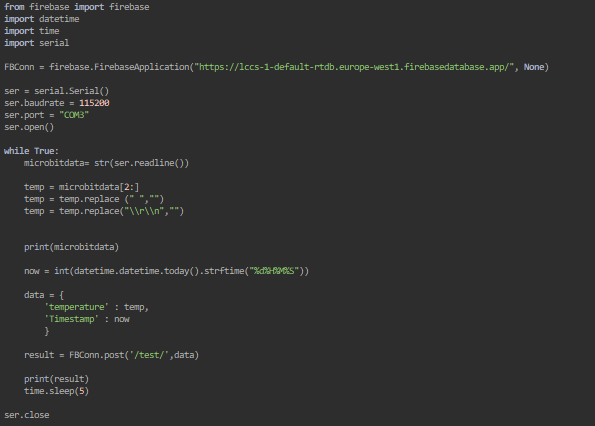 from firebase import firebase
import datetime
import time
import serial
FBConn = firebase.FirebaseApplication("https://lccs-1-default-rtdb.europe-west1.firebasedatabase.app/", None)
ser = serial.Serial()
ser.baudrate = 115200
ser.port = "COM3"
ser.open()
while True:
    microbitdata= str(ser.readline())
    temp = microbitdata[2:]
    temp = temp.replace (" ","")
    temp = temp.replace("\\r\\n","")
    print(microbitdata)
    now = int(datetime.datetime.today().strftime("%d%H%M%S"))
    data = {
        'temperature' : temp,
        'Timestamp' : now
        }
    result = FBConn.post('/test/',data)
    print(result)
    time.sleep(5)
ser.close